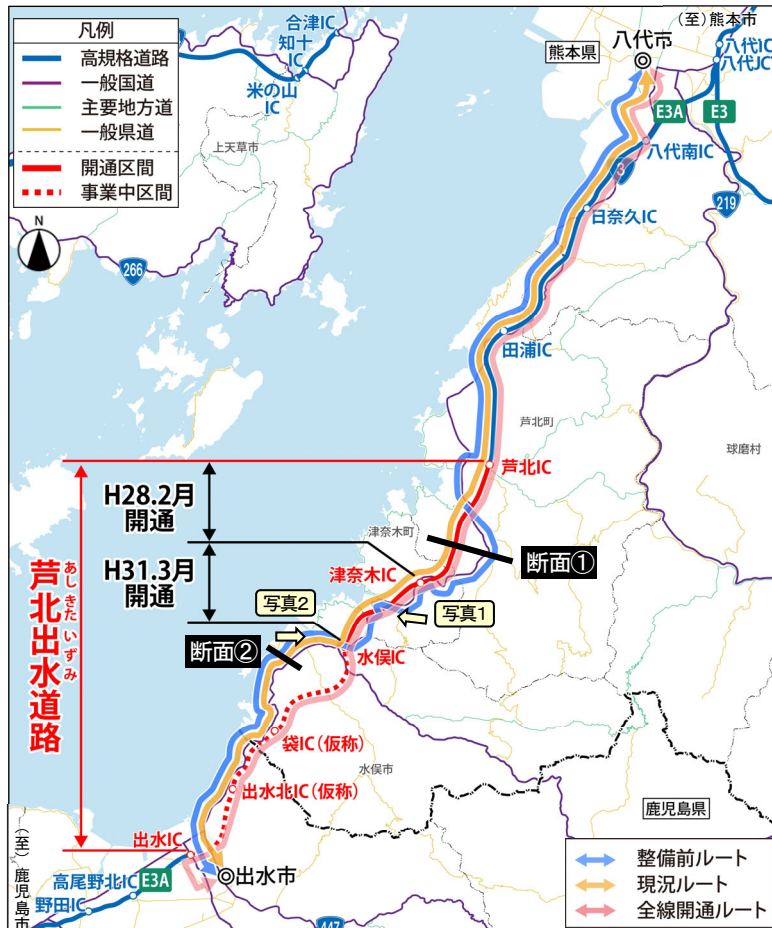 凡例
高規格道路
一般国道
主要地方道
一般県道
開通区間
事業中区間
合津IC
知十
IC
米の山
IC
上天草市
N
266
(至)熊本市
熊本県
八代市
八代IC
八代JCT
E3A
E3
八代南IC
3
日奈久IC
219
田浦IC
芦北町
球磨村
芦北IC
H28.2月
開通
津奈木町
断面①
H31.3月
開通
津奈木IC
写真2
写真1
断面②
水俣IC
あしきたいずみ
芦北出水道路
袋IC(仮称)
水俣市
出水北IC(仮称)
鹿児島県
出水IC
(至)鹿児島市
高尾野北IC
E3A
野田IC
出水市
447
整備前ルート
現況ルート
全線開通ルート